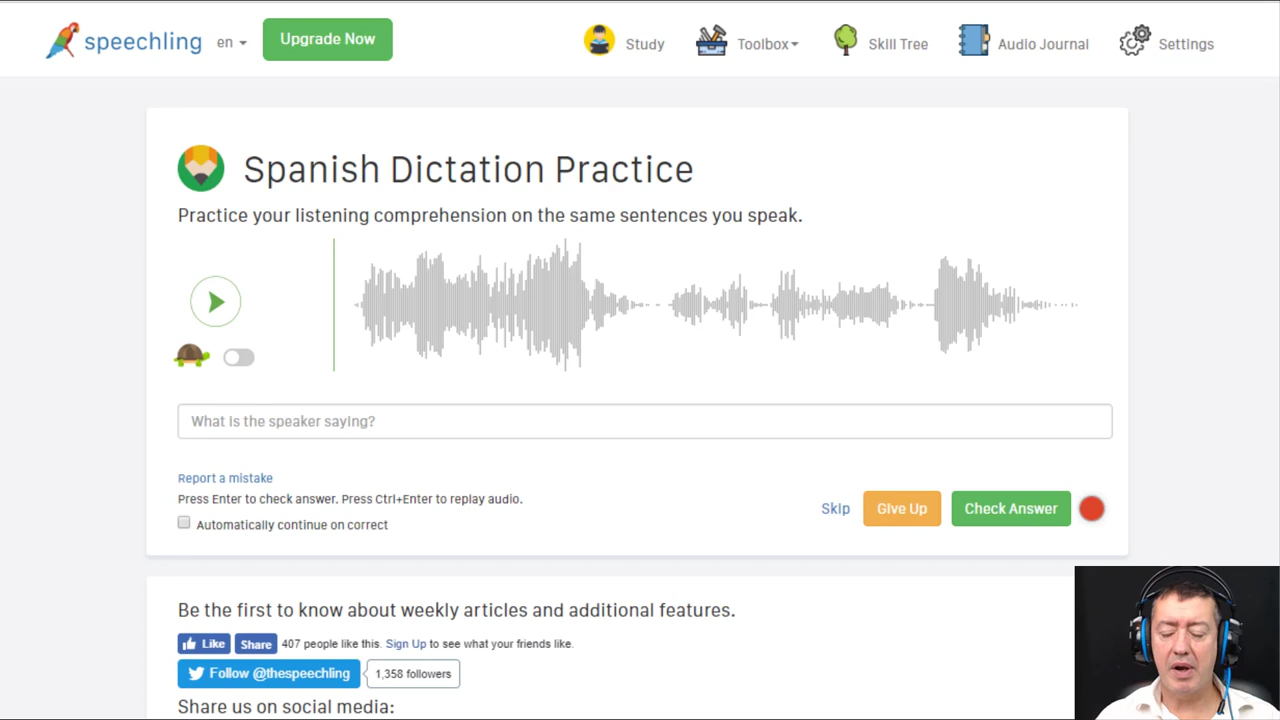 speechling en Upgrade Now Study Toolbox Skill Tree Audio Journal Settings
Spanish Dictation Practice
Practice your listening comprehension on the same sentences you speak.
What is the speaker saying?
Report a mistake
Press Enter to check answer. Press Ctrl+Enter to replay audio.
Automatically continue on correct
Skip Give Up Check Answer
Be the first to know about weekly articles and additional features.
Like Share 407 people like this. Sign Up to see what your friends like.
Follow @thespeechling 1,358 followers
Share us on social media: